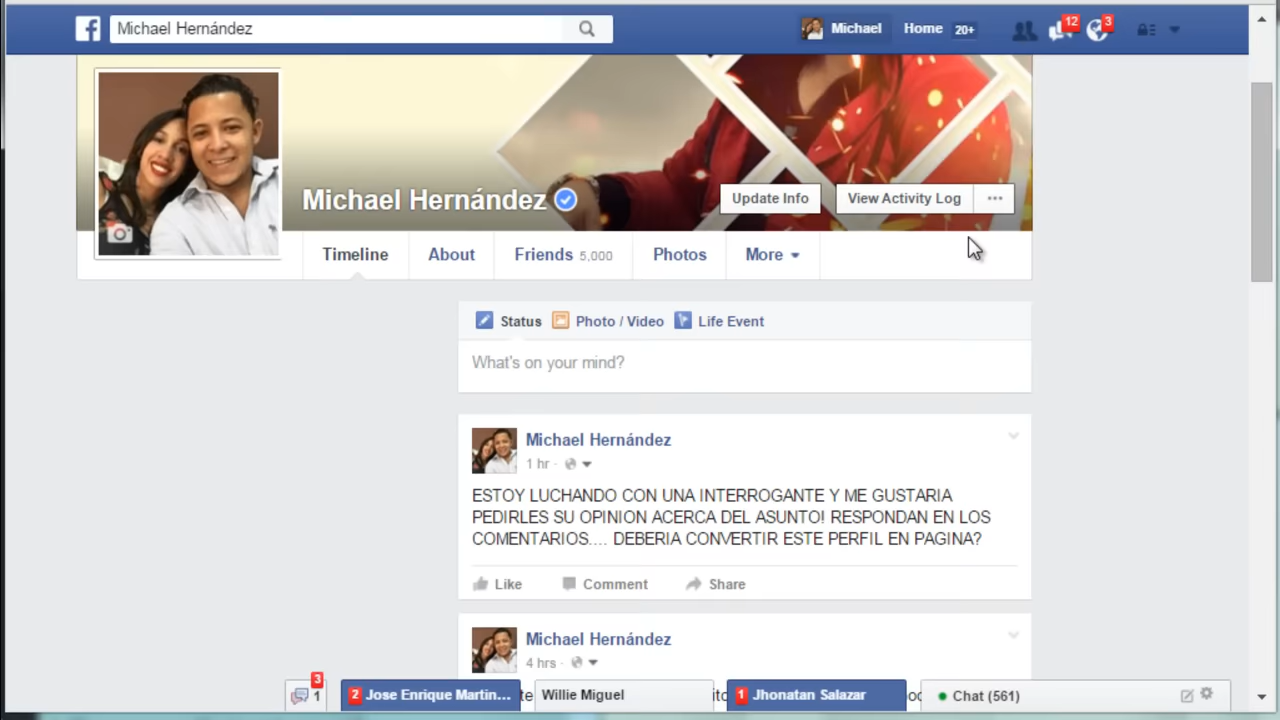 f Michael Hernández Michael Home 20+ 12 3
Michael Hernández Update Info View Activity Log ...
Timeline About Friends 5,000 Photos More
Status Photo / Video Life Event
What's on your mind?
Michael Hernández
1 hr ·
ESTOY LUCHANDO CON UNA INTERROGANTE Y ME GUSTARIA
PEDIRLES SU OPINION ACERCA DEL ASUNTO! RESPONDAN EN LOS
COMENTARIOS.... DEBERIA CONVERTIR ESTE PERFIL EN PAGINA?
Like Comment Share
Michael Hernández
4 hrs ·
3 1 2 Jose Enrique Martin... Willie Miguel 1 Jhonatan Salazar Chat (561)